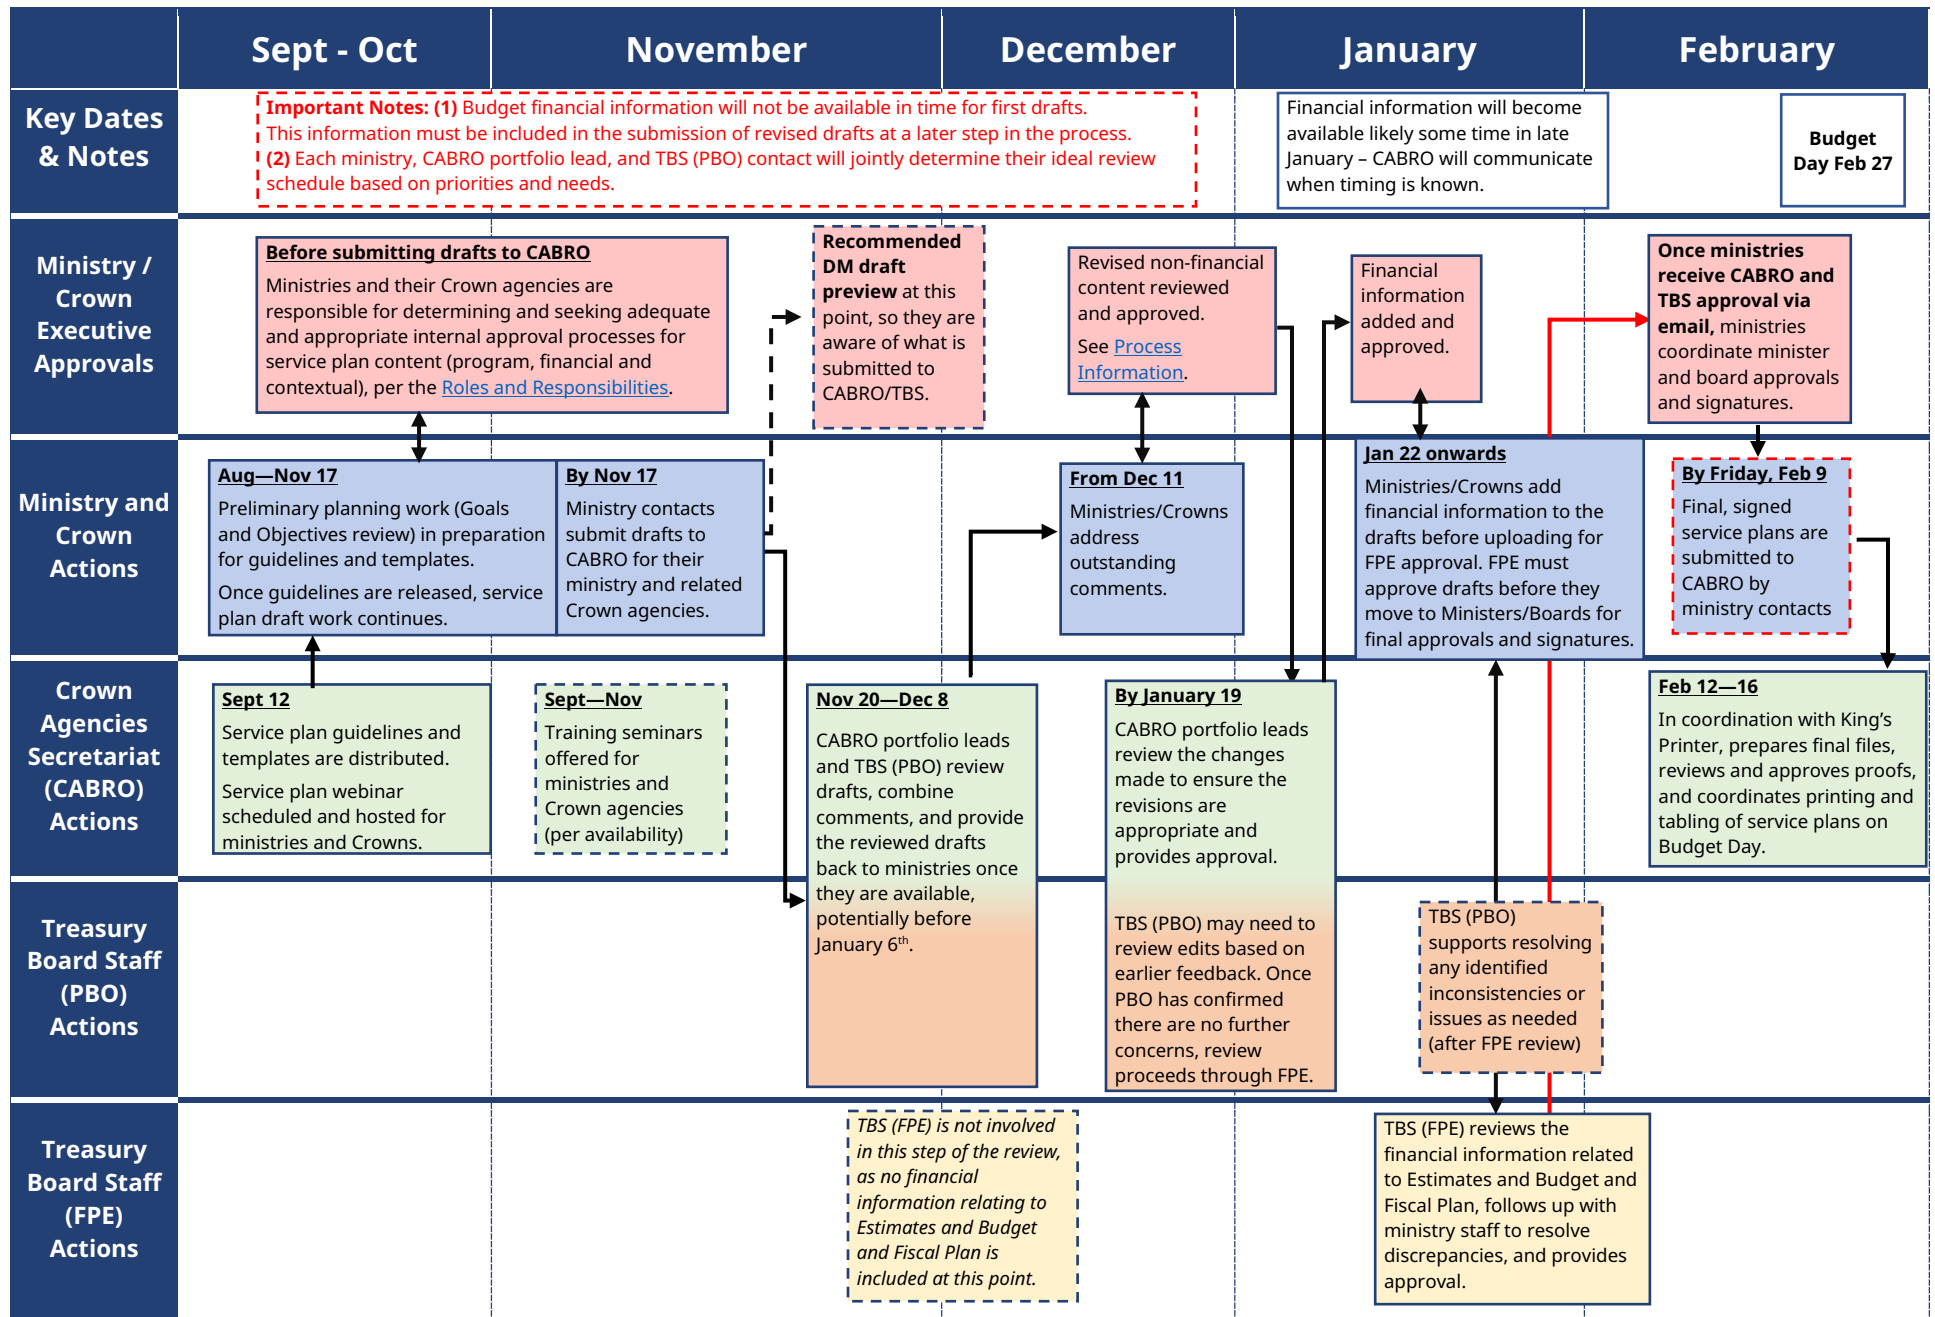 Sept - Oct
November
December
January
February
Key Dates
& Notes
Important Notes: (1) Budget financial information will not be available in time for first drafts.
This information must be included in the submission of revised drafts at a later step in the process.
(2) Each ministry, CABRO portfolio lead, and TBS (PBO) contact will jointly determine their ideal review
schedule based on priorities and needs.
Financial information will become
available likely some time in late
January – CABRO will communicate
when timing is known.
Budget
Day Feb 27
Ministry /
Crown
Executive
Approvals
Before submitting drafts to CABRO
Ministries and their Crown agencies are
responsible for determining and seeking adequate
and appropriate internal approval processes for
service plan content (program, financial and
contextual), per the Roles and Responsibilities.
Recommended
DM draft
preview at this
point, so they are
aware of what is
submitted to
CABRO/TBS.
Revised non-financial
content reviewed
and approved.
See Process
Information.
Financial
information
added and
approved.
Once ministries
receive CABRO and
TBS approval via
email, ministries
coordinate minister
and board approvals
and signatures.
Ministry and
Crown
Actions
Aug—Nov 17
Preliminary planning work (Goals
and Objectives review) in preparation
for guidelines and templates.
Once guidelines are released, service
plan draft work continues.
By Nov 17
Ministry contacts
submit drafts to
CABRO for their
ministry and related
Crown agencies.
From Dec 11
Ministries/Crowns
address
outstanding
comments.
Jan 22 onwards
Ministries/Crowns add
financial information to the
drafts before uploading for
FPE approval. FPE must
approve drafts before they
move to Ministers/Boards for
final approvals and signatures.
By Friday, Feb 9
Final, signed
service plans are
submitted to
CABRO by
ministry contacts
Crown
Agencies
Secretariat
(CABRO)
Actions
Sept 12
Service plan guidelines and
templates are distributed.
Service plan webinar
scheduled and hosted for
ministries and Crowns.
Sept—Nov
Training seminars
offered for
ministries and
Crown agencies
(per availability)
Nov 20—Dec 8
CABRO portfolio leads
and TBS (PBO) review
drafts, combine
comments, and provide
the reviewed drafts
back to ministries once
they are available,
potentially before
January 6th.
By January 19
CABRO portfolio leads
review the changes
made to ensure the
revisions are
appropriate and
provides approval.
TBS (PBO) may need to
review edits based on
earlier feedback. Once
PBO has confirmed
there are no further
concerns, review
proceeds through FPE.
Feb 12—16
In coordination with King’s
Printer, prepares final files,
reviews and approves proofs,
and coordinates printing and
tabling of service plans on
Budget Day.
Treasury
Board Staff
(PBO)
Actions
TBS (PBO)
supports resolving
any identified
inconsistencies or
issues as needed
(after FPE review)
Treasury
Board Staff
(FPE)
Actions
TBS (FPE) is not involved
in this step of the review,
as no financial
information relating to
Estimates and Budget
and Fiscal Plan is
included at this point.
TBS (FPE) reviews the
financial information related
to Estimates and Budget and
Fiscal Plan, follows up with
ministry staff to resolve
discrepancies, and provides
approval.